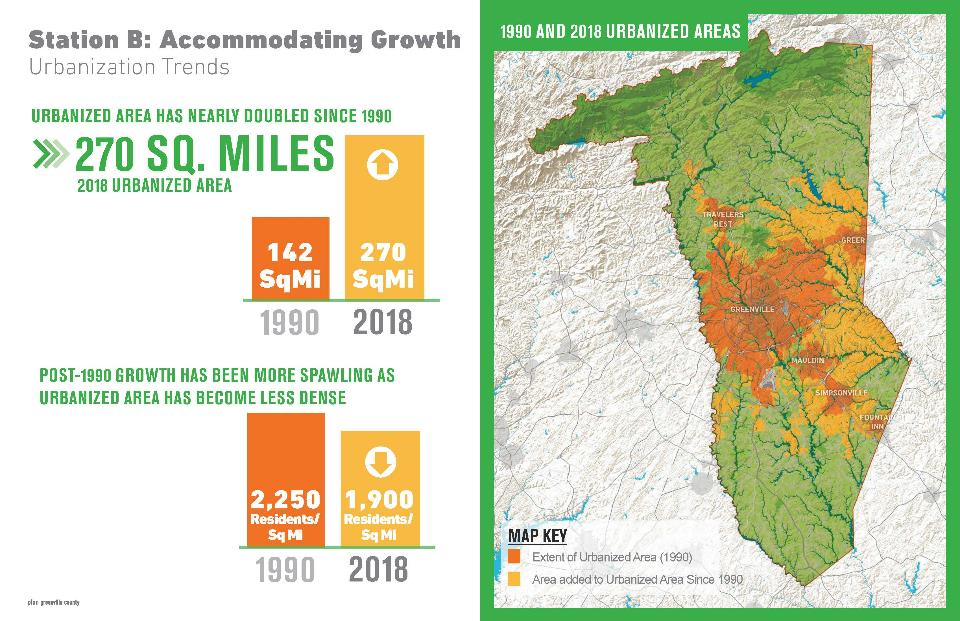 Station B: Accommodating Growth
Urbanization Trends
URBANIZED AREA HAS NEARLY DOUBLED SINCE 1990
270 SQ. MILES
2018 URBANIZED AREA
142
SqMi
270
SqMi
1990
2018
POST-1990 GROWTH HAS BEEN MORE SPAWLING AS
URBANIZED AREA HAS BECOME LESS DENSE
2,250
Residents/
Sq Mi
1,900
Residents/
Sq Mi
1990
2018
plan greenville county
1990 AND 2018 URBANIZED AREAS
TRAVELERS
REST
GREER
GREENVILLE
MAULDIN
SIMPSONVILLE
FOUNTAIN
INN
MAP KEY
Extent of Urbanized Area (1990)
Area added to Urbanized Area Since 1990